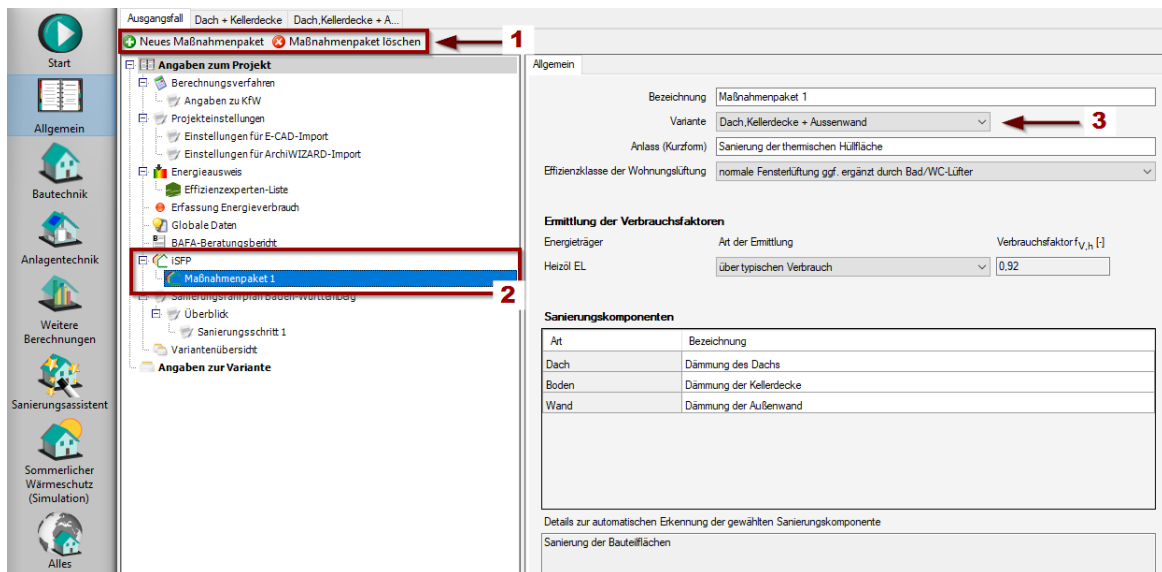 Start
Allgemein
Bautechnik
Anlagentechnik
Weitere
Berechnungen
Sanierungsassistent
Sommerlicher
Wärmeschutz
(Simulation)
Alles
Ausgangsfall Dach + Kellerdecke Dach,Kellerdecke + A...
Neues Maßnahmenpaket Maßnahmenpaket löschen
1
Angaben zum Projekt
Berechnungsverfahren
Angaben zu KfW
Projekteinstellungen
Einstellungen für E-CAD-Import
Einstellungen für ArchiWIZARD-Import
Energieausweis
Effizienzexperten-Liste
Erfassung Energieverbrauch
Globale Daten
BAFA-Beratungsbericht
iSFP
Maßnahmenpaket 1
2
Sanierungsfahrplan Baden-Württemberg
Überblick
Sanierungsschritt 1
Variantenübersicht
Angaben zur Variante
Allgemein
Bezeichnung Maßnahmenpaket 1
Variante Dach,Kellerdecke + Aussenwand
3
Anlass (Kurzform) Sanierung der thermischen Hüllfläche
Effizienzklasse der Wohnungslüftung normale Fensterlüftung ggf. ergänzt durch Bad/WC-Lüfter
Ermittlung der Verbrauchsfaktoren
Energieträger Art der Ermittlung Verbrauchsfaktor fV,h [-]
Heizöl EL über typischen Verbrauch 0,92
Sanierungskomponenten
Art Bezeichnung
Dach Dämmung des Dachs
Boden Dämmung der Kellerdecke
Wand Dämmung der Außenwand
Details zur automatischen Erkennung der gewählten Sanierungskomponente
Sanierung der Bauteilflächen